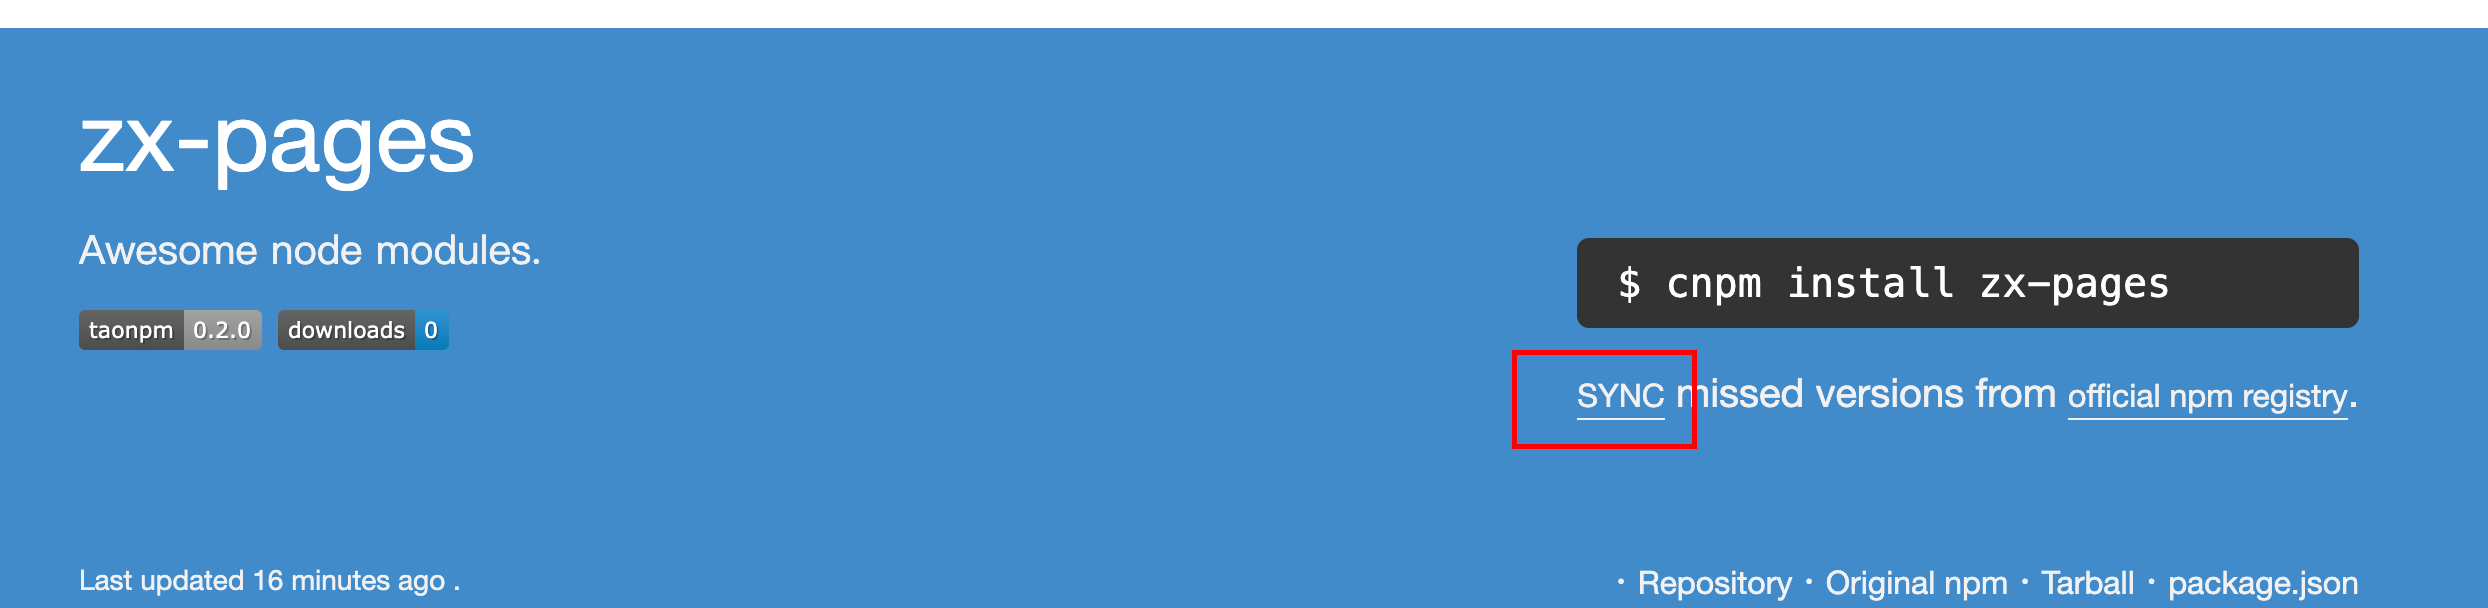 zx-pages
Awesome node modules.
taonpm 0.2.0 downloads 0
$ cnpm install zx-pages
SYNC missed versions from official npm registry.
Last updated 16 minutes ago .
· Repository · Original npm · Tarball · package.json